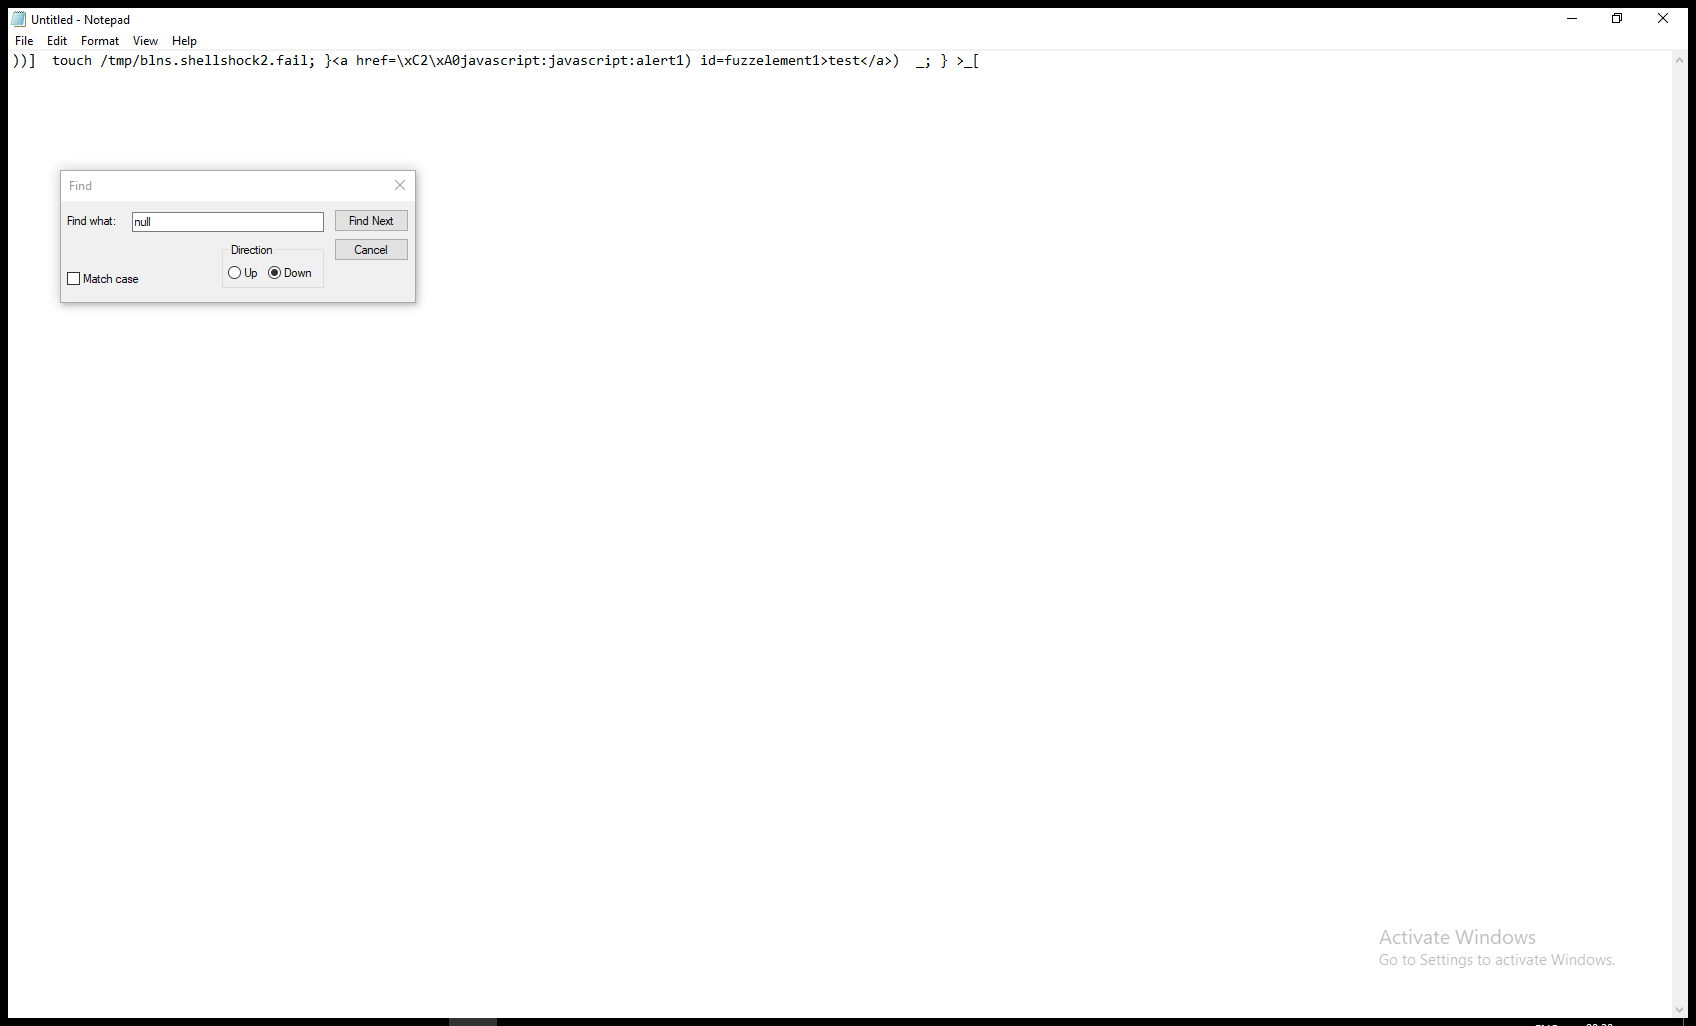 Untitled - Notepad
File Edit Format View Help
))]  touch /tmp/blns.shellshock2.fail; }<a href=\xC2\xA0javascript:javascript:alert1) id=fuzzelement1>test</a>)  _; } >_[
Find
Find what: null Find Next
Direction Cancel
Up Down
Match case
Activate Windows
Go to Settings to activate Windows.